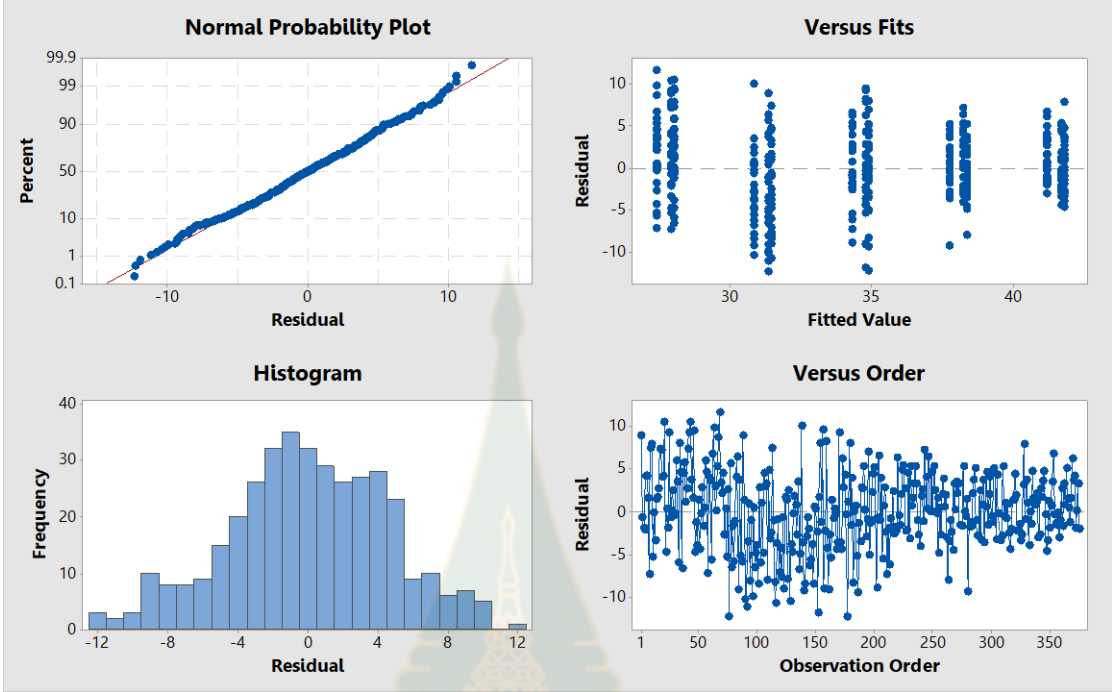 Normal Probability Plot
99.9
99
90
50
10
1
0.1
Percent
-10 0 10
Residual
Versus Fits
10
5
0
-5
-10
Residual
30 35 40
Fitted Value
Histogram
40
30
20
10
0
Frequency
-12 -8 -4 0 4 8 12
Residual
Versus Order
10
5
0
-5
-10
Residual
1 50 100 150 200 250 300 350
Observation Order